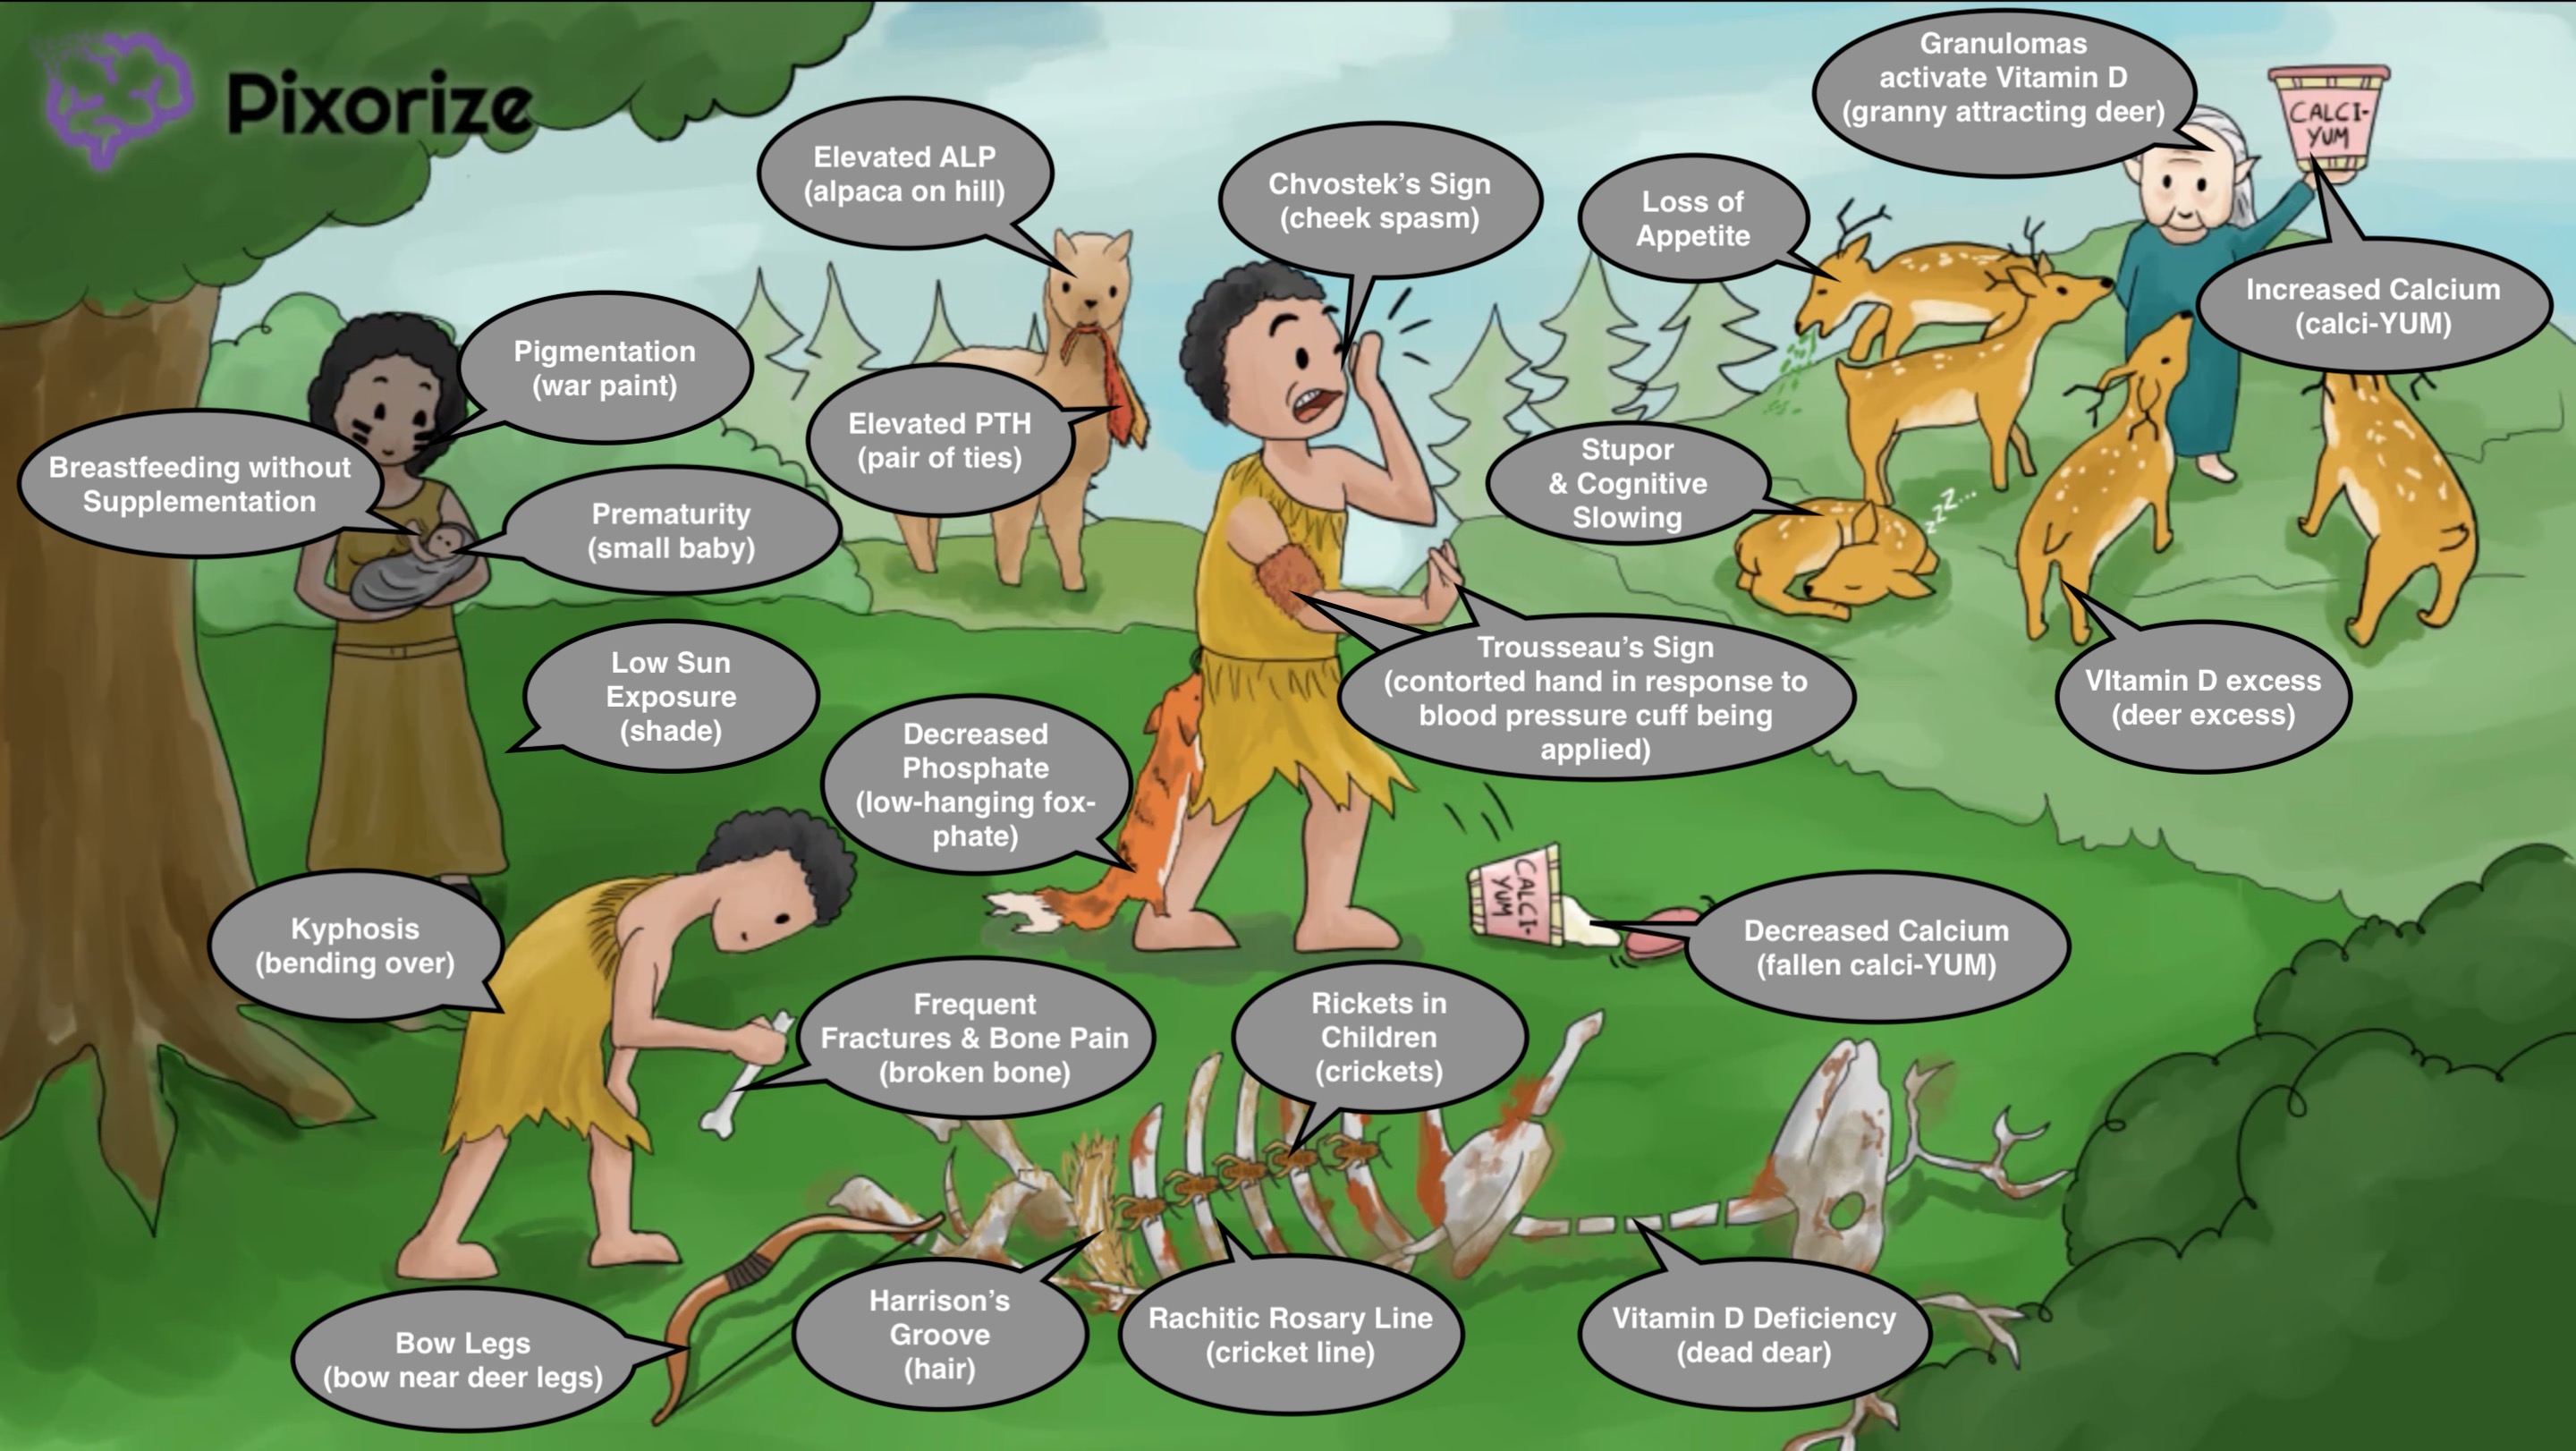 Pixorize
Granulomas
activate Vitamin D
(granny attracting deer)
CALCI-
YUM
Elevated ALP
(alpaca on hill)
Chvostek's Sign
(cheek spasm)
Loss of
Appetite
Increased Calcium
(calci-YUM)
Pigmentation
(war paint)
Elevated PTH
(pair of ties)
Breastfeeding without
Supplementation
Stupor
& Cognitive
Slowing
zzz...
Prematurity
(small baby)
Low Sun
Exposure
(shade)
Trousseau's Sign
(contorted hand in response to
blood pressure cuff being
applied)
VItamin D excess
(deer excess)
Decreased
Phosphate
(low-hanging fox-
phate)
CALCI-
YUM
Kyphosis
(bending over)
Decreased Calcium
(fallen calci-YUM)
Frequent
Fractures & Bone Pain
(broken bone)
Rickets in
Children
(crickets)
Bow Legs
(bow near deer legs)
Harrison's
Groove
(hair)
Rachitic Rosary Line
(cricket line)
Vitamin D Deficiency
(dead dear)